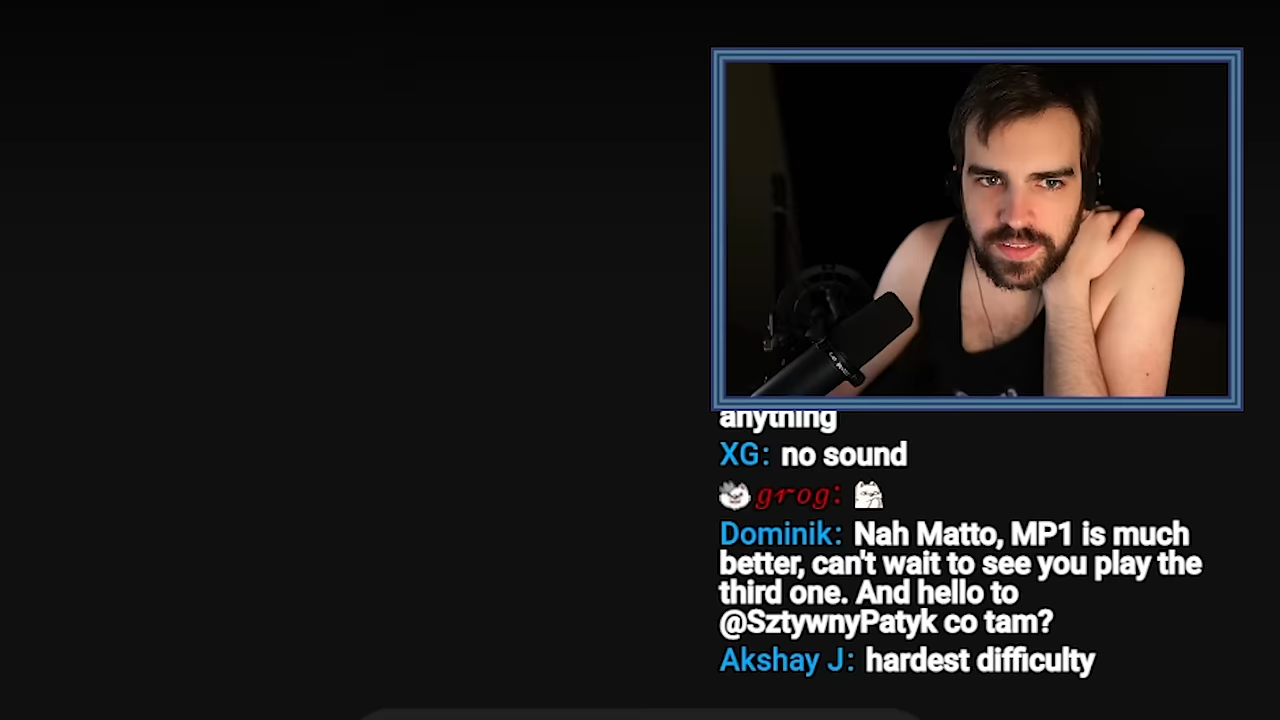 anything
XG: no sound
grog:
Dominik: Nah Matto, MP1 is much
better, can't wait to see you play the
third one. And hello to
@SztywnyPatyk co tam?
Akshay J: hardest difficulty